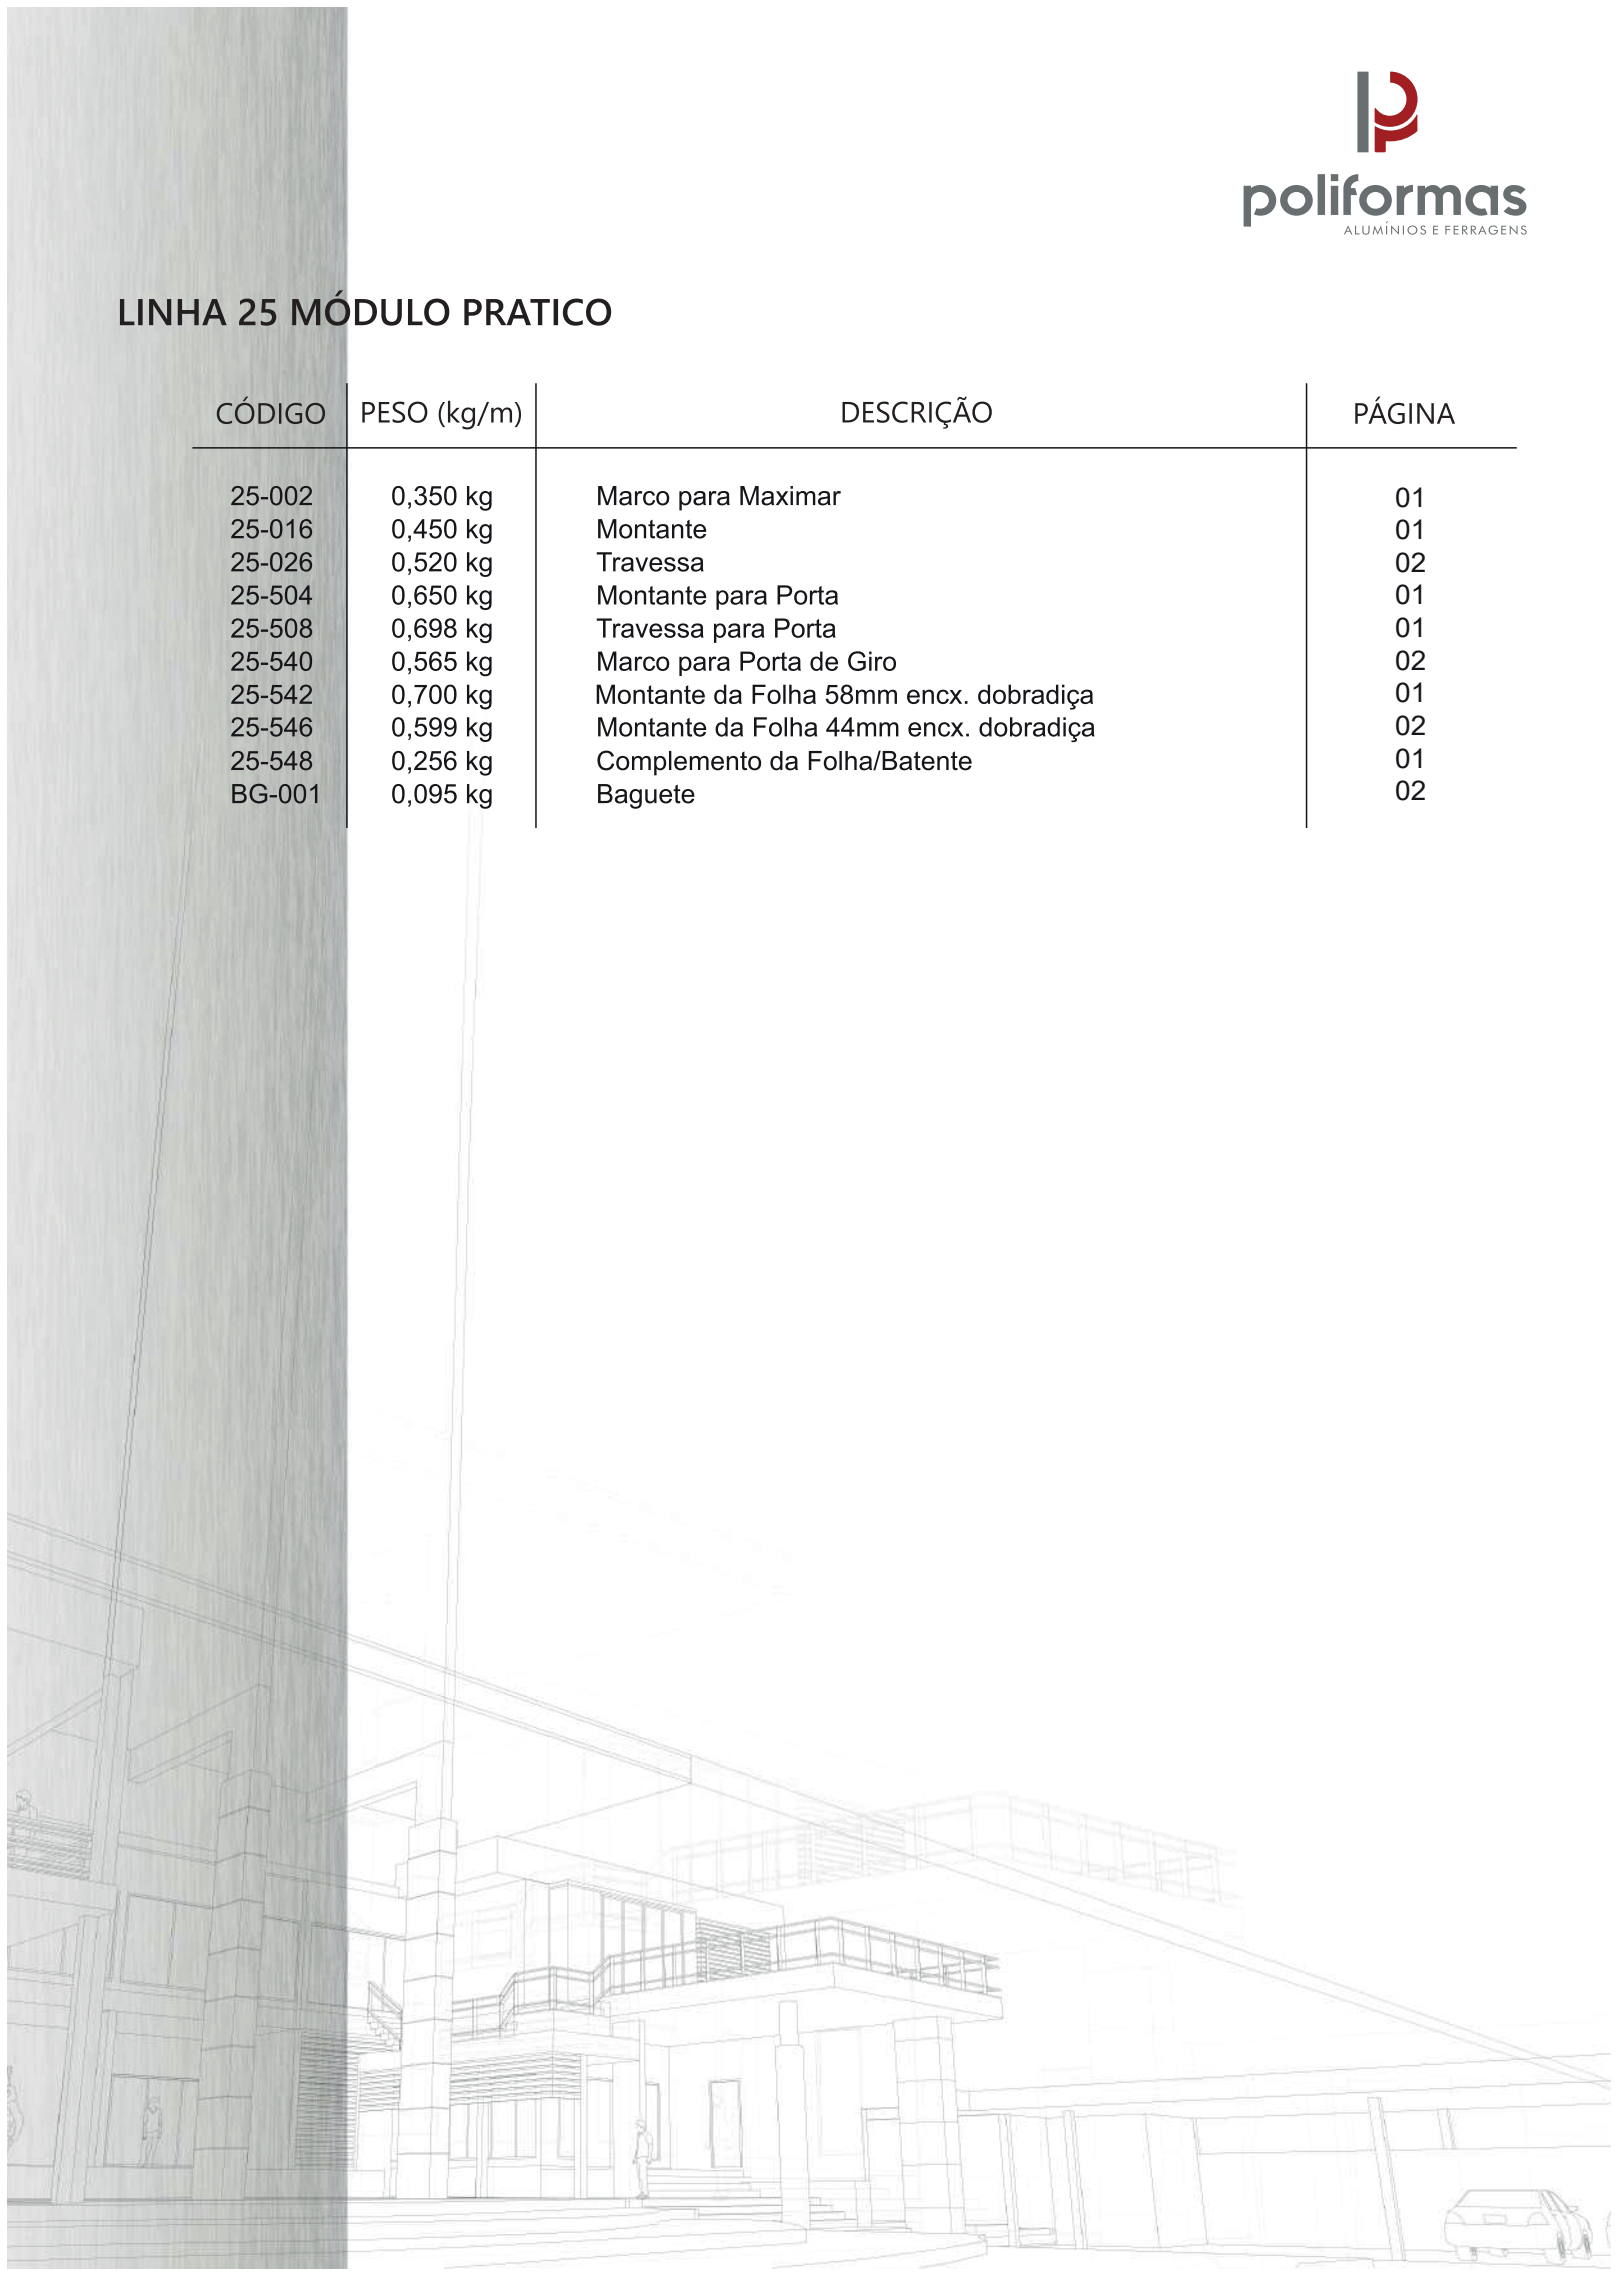 poliformas
ALUMÍNIOS E FERRAGENS
LINHA 25 MÓDULO PRATICO
CÓDIGO PESO (kg/m) DESCRIÇÃO PÁGINA
25-002 0,350 kg Marco para Maximar 01
25-016 0,450 kg Montante 01
25-026 0,520 kg Travessa 02
25-504 0,650 kg Montante para Porta 01
25-508 0,698 kg Travessa para Porta 01
25-540 0,565 kg Marco para Porta de Giro 02
25-542 0,700 kg Montante da Folha 58mm encx. dobradiça 01
25-546 0,599 kg Montante da Folha 44mm encx. dobradiça 02
25-548 0,256 kg Complemento da Folha/Batente 01
BG-001 0,095 kg Baguete 02